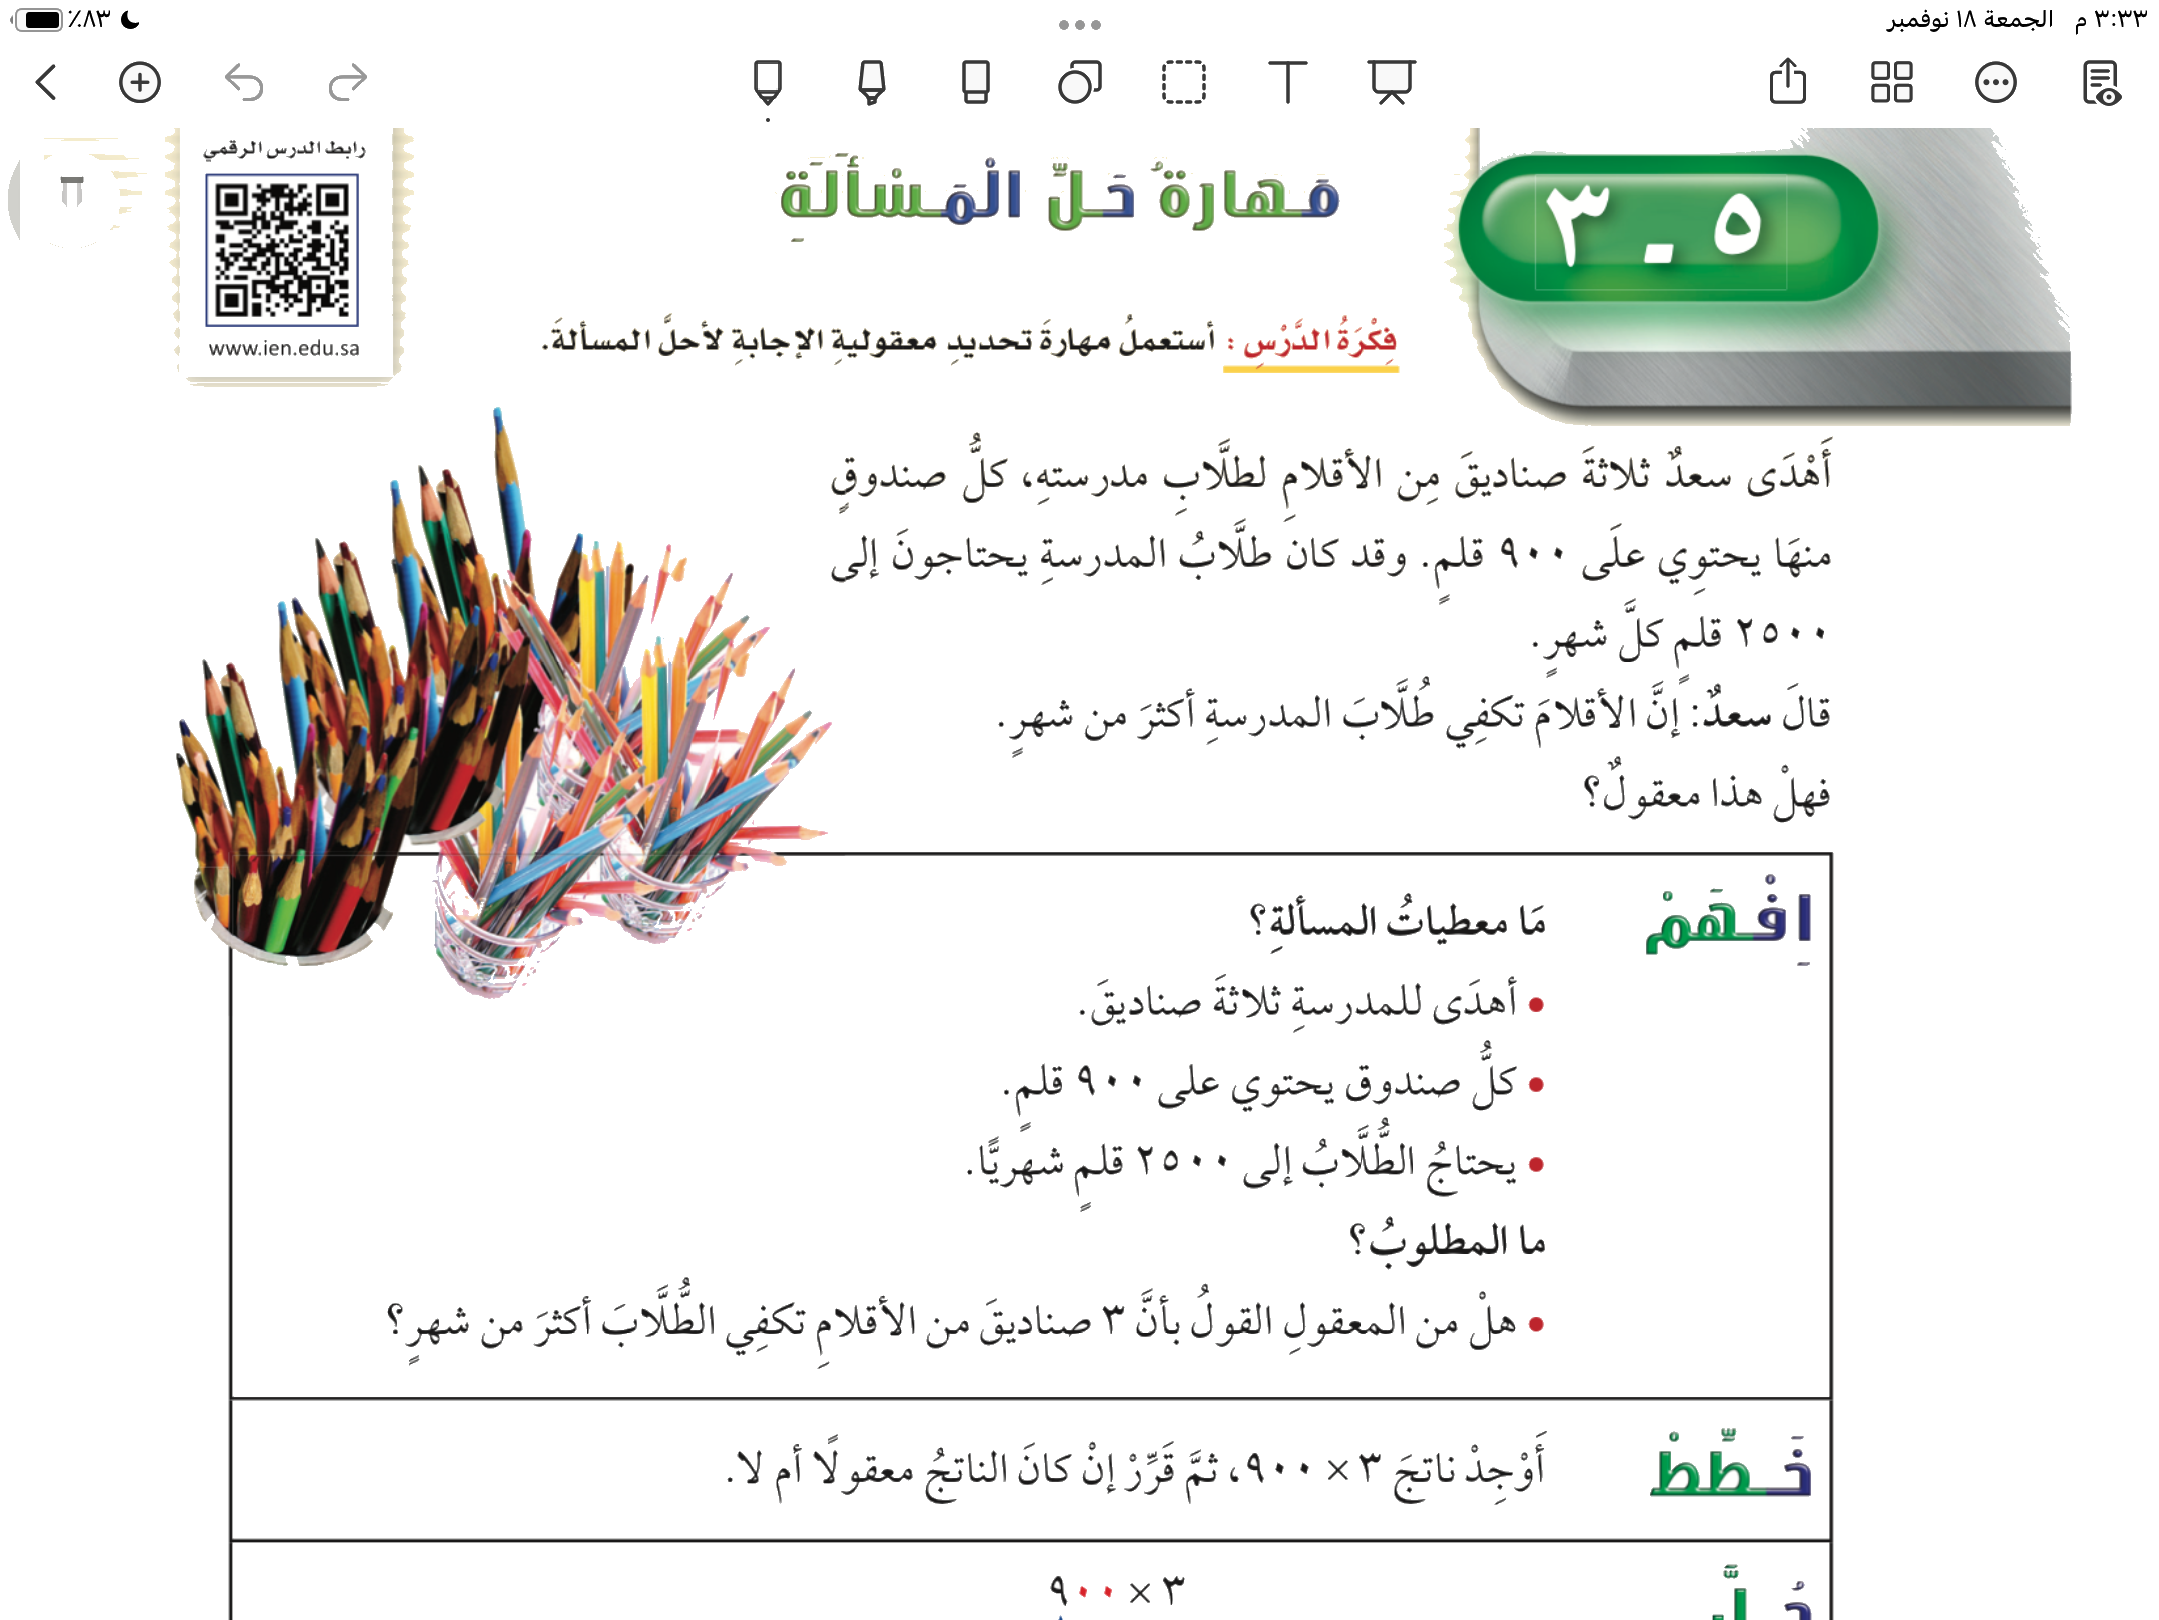 ٣:٣٣ م الجمعة ١٨ نوفمبر
٪٨٣
رابط الدرس الرقمي
www.ien.edu.sa
٥ - ٣
مَهارةُ حَلِّ الْمَسْأَلَةِ
فِكْرَةُ الدَّرْسِ : أستعملُ مهارةَ تحديدِ معقوليةِ الإجابةِ لأحلَّ المسألةَ.
أَهْدَى سعدٌ ثلاثةَ صناديقَ مِن الأقلامِ لطلَّابِ مدرستهِ، كلُّ صندوقٍ
منهَا يحتوِي علَى ٩٠٠ قلمٍ. وقد كان طلَّابُ المدرسةِ يحتاجونَ إلى
٢٥٠٠ قلمٍ كلَّ شهرٍ.
قالَ سعدٌ: إنَّ الأقلامَ تكفِي طُلَّابَ المدرسةِ أكثرَ من شهرٍ.
فهلْ هذا معقولٌ؟
اِفْهَمْ
مَا معطياتُ المسألةِ؟
• أهدَى للمدرسةِ ثلاثةَ صناديقَ.
• كلُّ صندوق يحتوي على ٩٠٠ قلمٍ.
• يحتاجُ الطُّلَّابُ إلى ٢٥٠٠ قلمٍ شهريًّا.
ما المطلوبُ؟
• هلْ من المعقولِ القولُ بأنَّ ٣ صناديقَ من الأقلامِ تكفِي الطُّلَّابَ أكثرَ من شهرٍ؟
خَطِّطْ
أَوْجِدْ ناتجَ ٣ × ٩٠٠، ثمَّ قَرِّرْ إنْ كانَ الناتجُ معقولًا أم لا.
حُلَّ
٣ × ٩٠٠